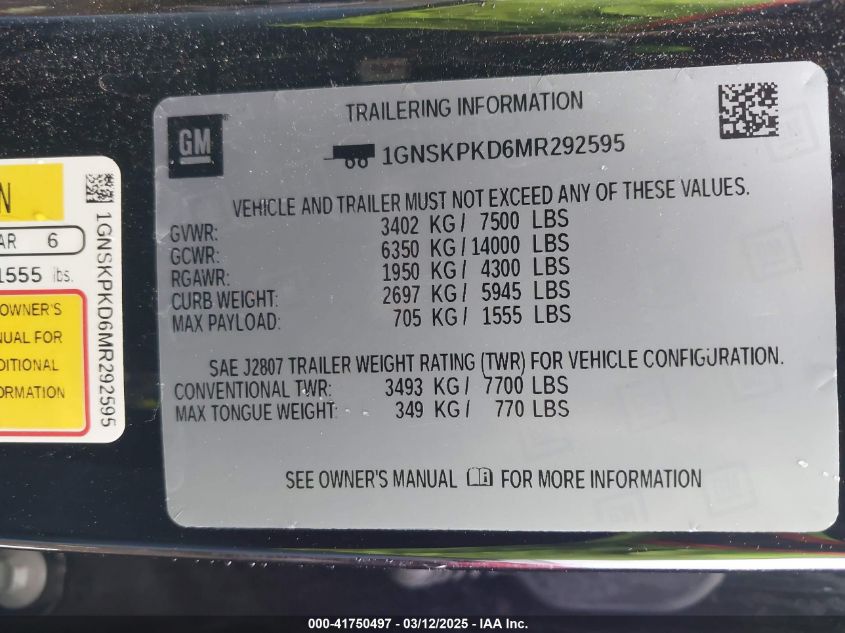 TRAILERING INFORMATION
GM
1GNSKPKD6MR292595
VEHICLE AND TRAILER MUST NOT EXCEED ANY OF THESE VALUES.
GVWR: 3402 KG/ 7500 LBS
GCWR: 6350 KG/14000 LBS
RGAWR: 1950 KG/ 4300 LBS
CURB WEIGHT: 2697 KG/ 5945 LBS
MAX PAYLOAD: 705 KG/ 1555 LBS
SAE J2807 TRAILER WEIGHT RATING (TWR) FOR VEHICLE CONFIGURATION.
CONVENTIONAL TWR: 3493 KG/ 7700 LBS
MAX TONGUE WEIGHT: 349 KG/ 770 LBS
SEE OWNER'S MANUAL FOR MORE INFORMATION
N
AR 6
1555 lbs.
OWNER'S
NUAL FOR
DITIONAL
ORMATION
1GNSKPKD6MR292595
000-41750497 - 03/12/2025 - IAA Inc.